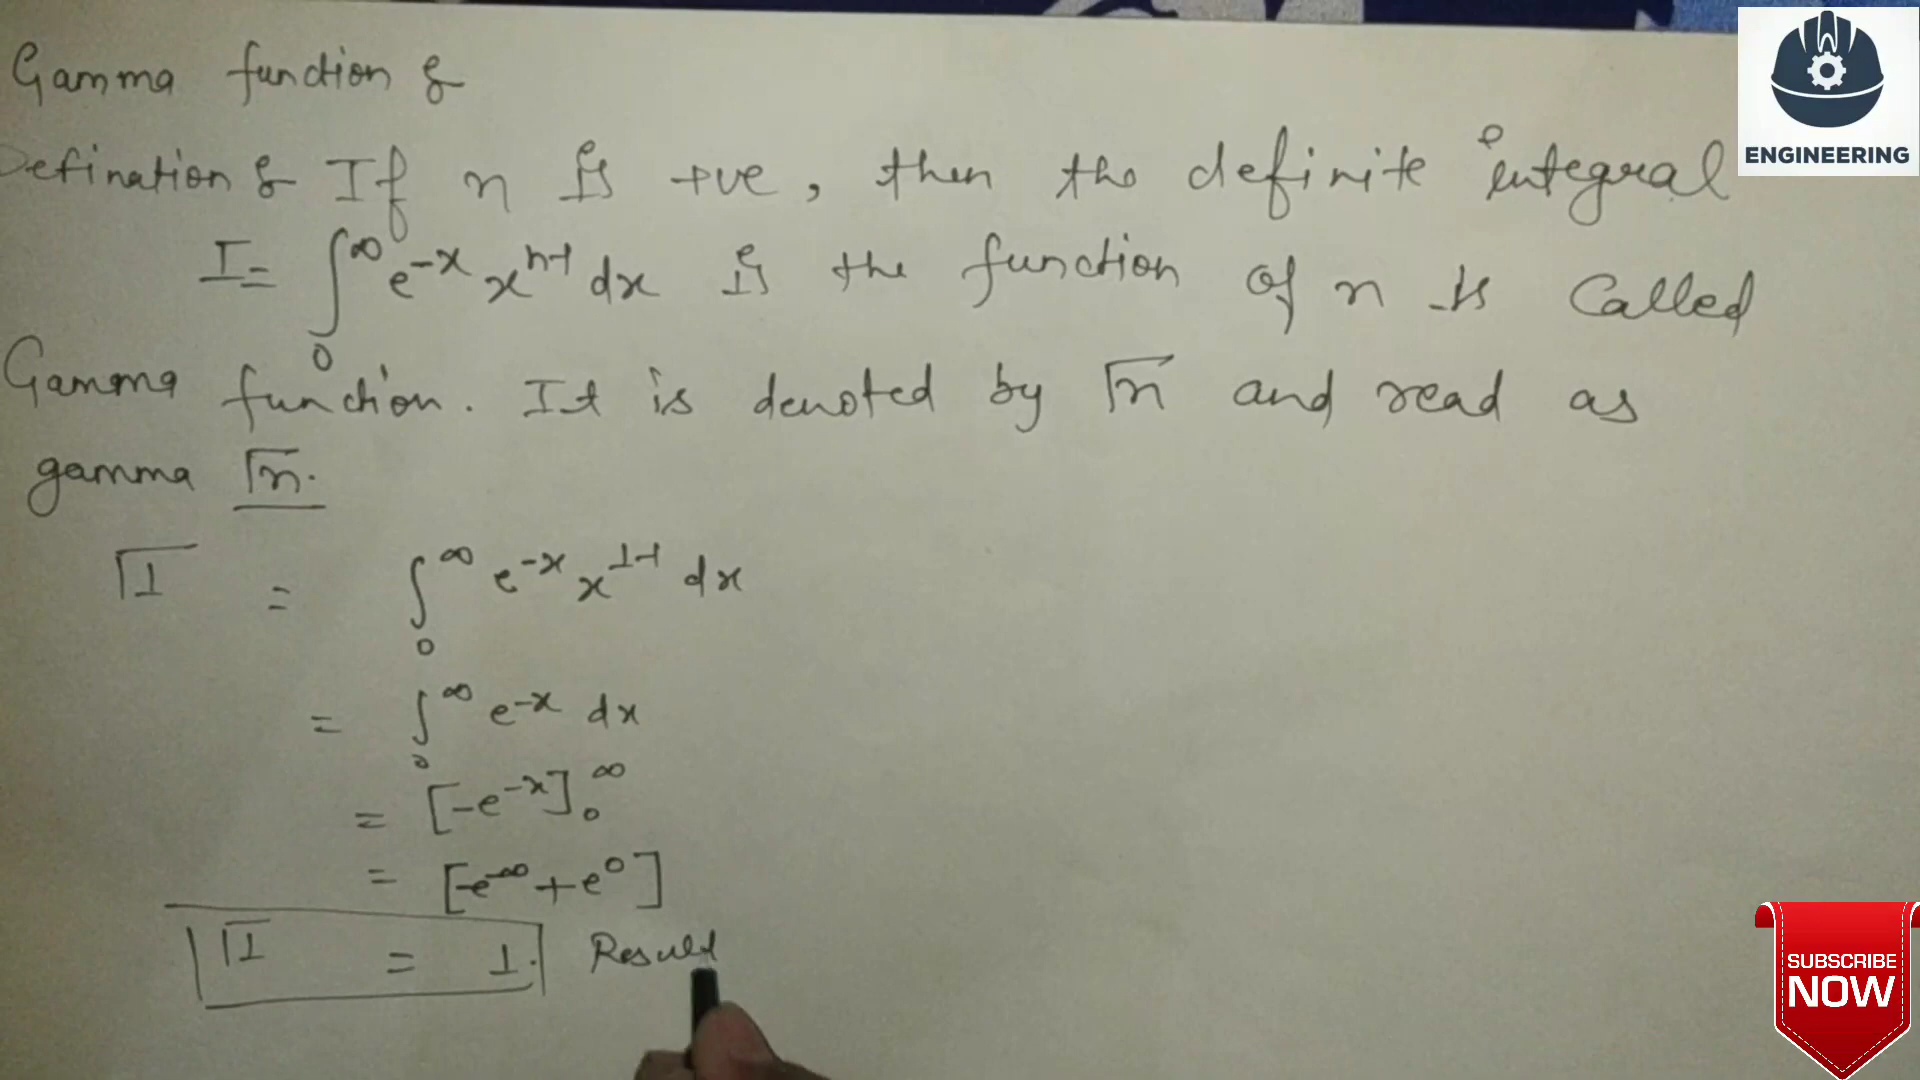 Gamma function :-
Defination :- If n is +ve, then the definite integral
I = ∫₀^∞ e^-x x^n-1 dx is the function of n is called
Gamma function. It is denoted by Γn and read as
gamma Γn.
Γ1 = ∫₀^∞ e^-x x^1-1 dx
= ∫₀^∞ e^-x dx
= [-e^-x]₀^∞
= [-e^-∞ + e^0]
Γ1 = 1. Result
ENGINEERING
SUBSCRIBE
NOW